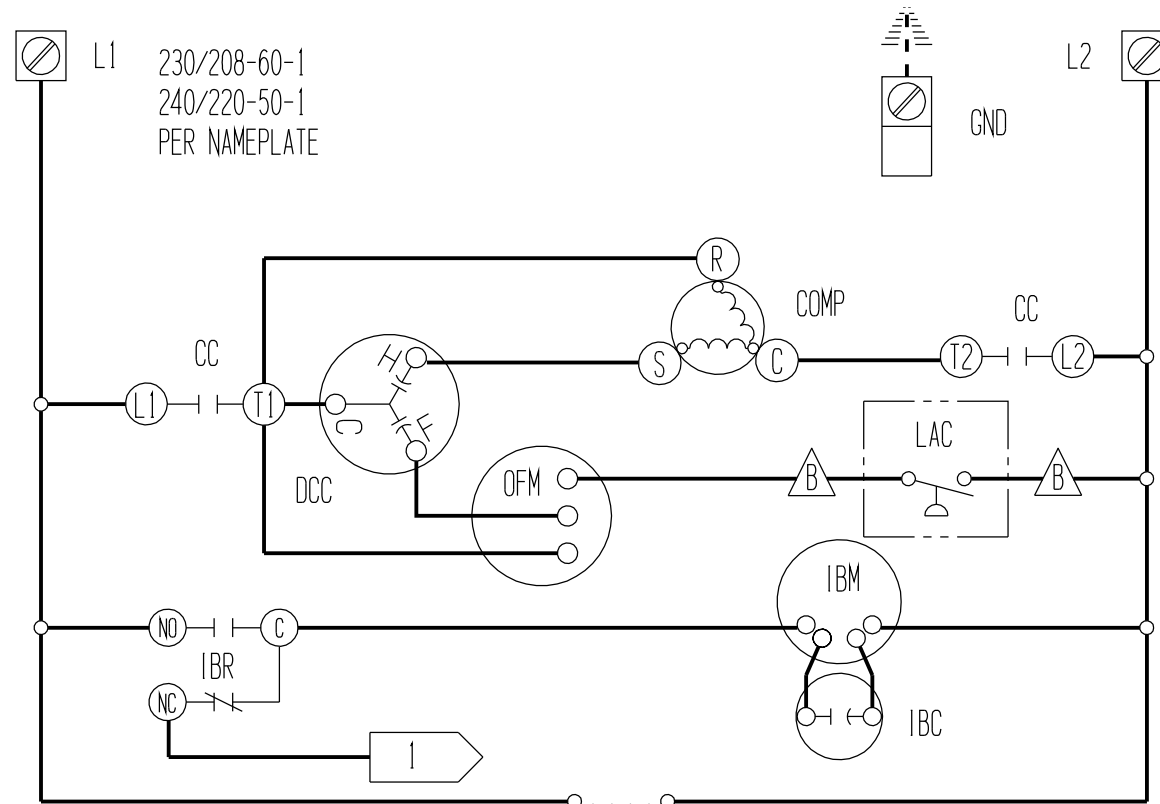 L1
230/208-60-1
240/220-50-1
PER NAMEPLATE
L2
GND
R
COMP
CC
CC
S
C
T2
L2
L1
T1
H
C
F
LAC
DCC
OFM
B
B
IBM
NO
C
IBR
NC
IBC
1